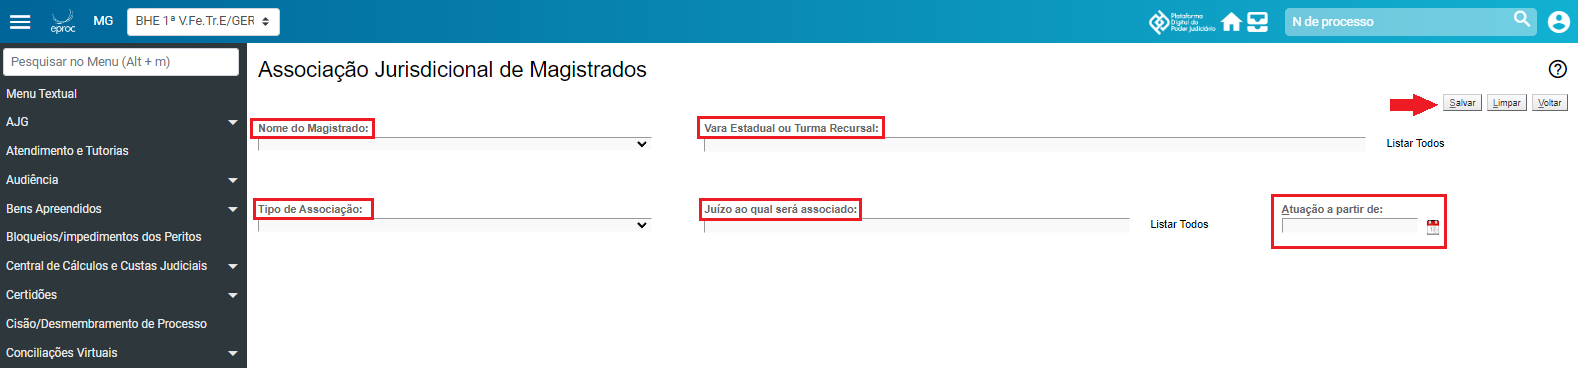 eproc
MG
BHE 1ª V.Fe.Tr.E/GER
Plataforma
Digital do
Poder Judiciário
N de processo
Pesquisar no Menu (Alt + m)
Menu Textual
AJG
Atendimento e Tutorias
Audiência
Bens Apreendidos
Bloqueios/impedimentos dos Peritos
Central de Cálculos e Custas Judiciais
Certidões
Cisão/Desmembramento de Processo
Conciliações Virtuais
Associação Jurisdicional de Magistrados
Salvar
Limpar
Voltar
Nome do Magistrado:
Vara Estadual ou Turma Recursal:
Listar Todos
Tipo de Associação:
Juízo ao qual será associado:
Listar Todos
Atuação a partir de: